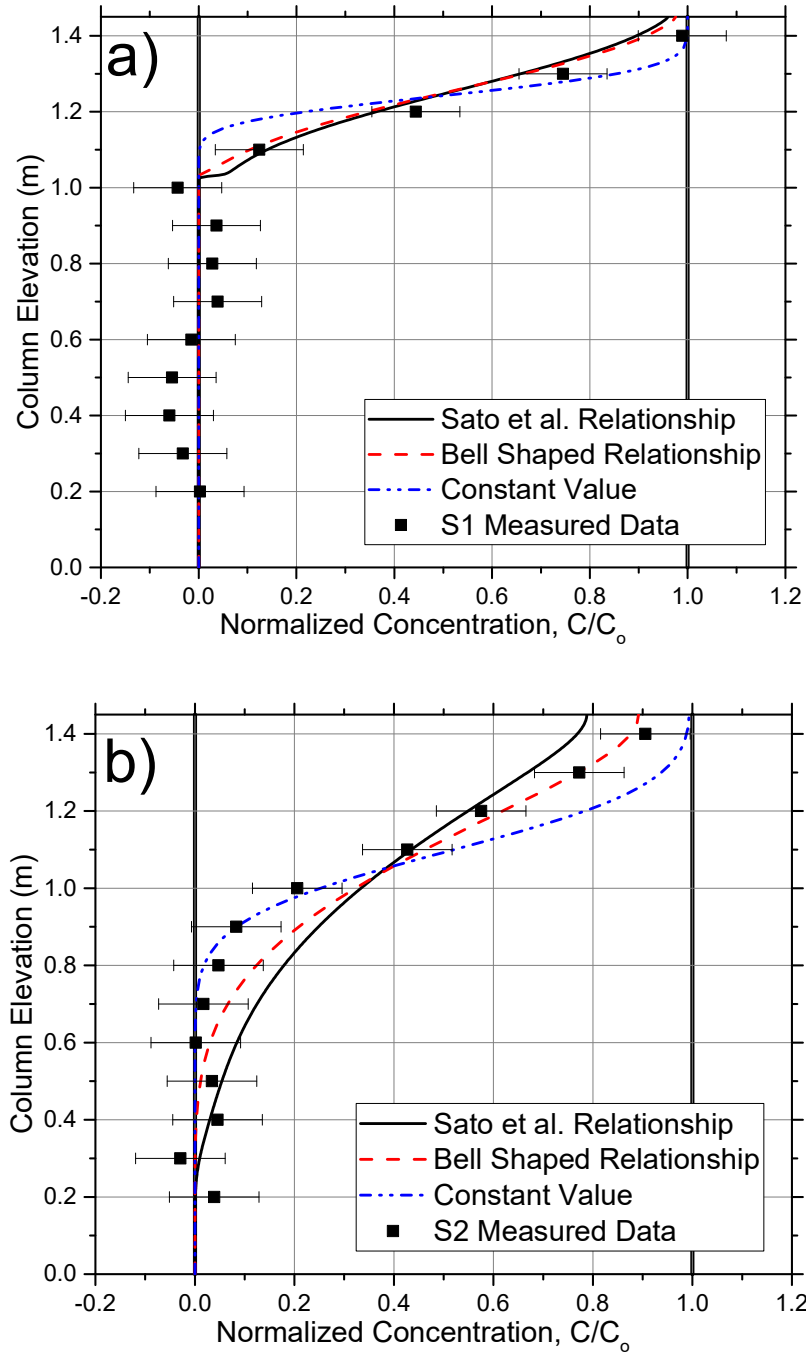 a)
1.4
1.2
1.0
0.8
0.6
0.4
0.2
0.0
Column Elevation (m)
Sato et al. Relationship
Bell Shaped Relationship
Constant Value
S1 Measured Data
-0.2 0.0 0.2 0.4 0.6 0.8 1.0 1.2
Normalized Concentration, C/Co
b)
1.4
1.2
1.0
0.8
0.6
0.4
0.2
0.0
Column Elevation (m)
Sato et al. Relationship
Bell Shaped Relationship
Constant Value
S2 Measured Data
-0.2 0.0 0.2 0.4 0.6 0.8 1.0 1.2
Normalized Concentration, C/Co